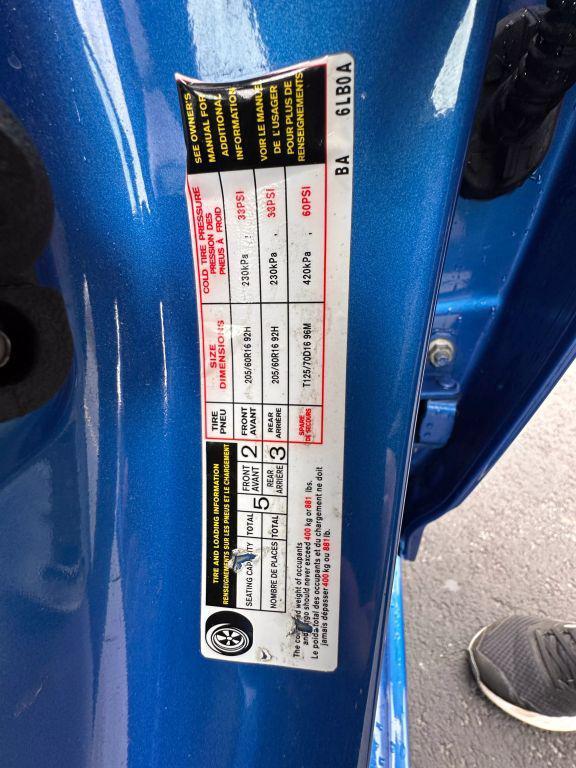 TIRE AND LOADING INFORMATION
RENSEIGNEMENTS SUR LES PNEUS ET LE CHARGEMENT
SEATING CAPACITY TOTAL 5 FRONT 2
AVANT
NOMBRE DE PLACES TOTAL REAR 3
ARRIÈRE
TIRE SIZE COLD TIRE PRESSURE
PNEU DIMENSIONS PRESSION DES
PNEUS À FROID
FRONT 205/60R16 92H 230kPa , 33PSI
AVANT
REAR 205/60R16 92H 230kPa , 33PSI
ARRIÈRE
SPARE T125/70D16 96M 420kPa , 60PSI
DE SECOURS
SEE OWNER'S
MANUAL FOR
ADDITIONAL
INFORMATION
VOIR LE MANUEL
DE L'USAGER
POUR PLUS DE
RENSEIGNEMENTS
The weight of occupants
and should never exceed 400 kg or 881 lbs.
Le poids total des occupants et du chargement ne doit
jamais dépasser 400 kg ou 881 lb.
BA 6LB0A